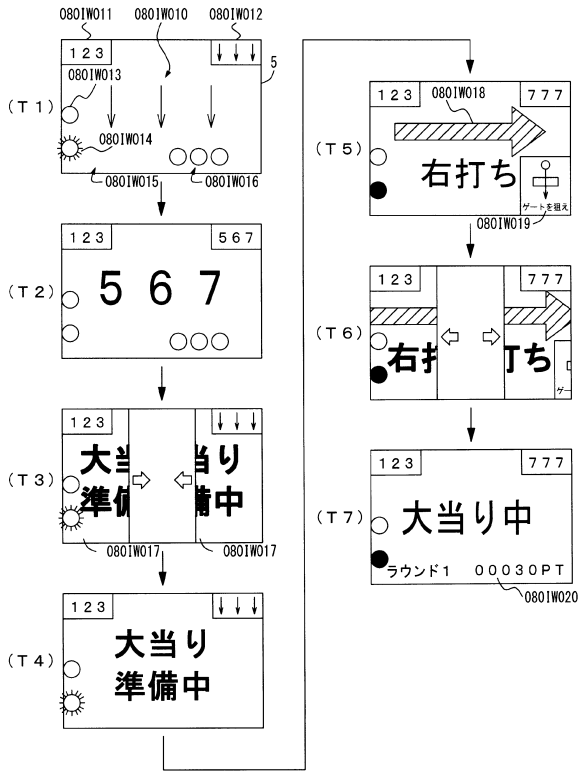 080IW011
080IW010
080IW012
123
↓↓↓
5
080IW013
(T1)
080IW014
080IW015
080IW016
123
567
(T2)
5 6 7
123
↓↓↓
(T3)
大当 当り
準備 備中
080IW017
080IW017
123
↓↓↓
(T4)
大当り
準備中
123
080IW018
777
(T5)
右打ち
ゲートを狙え
080IW019
123
777
(T6)
右打 打ち
ゲー
123
777
(T7)
大当り中
ラウンド1 00030PT
080IW020